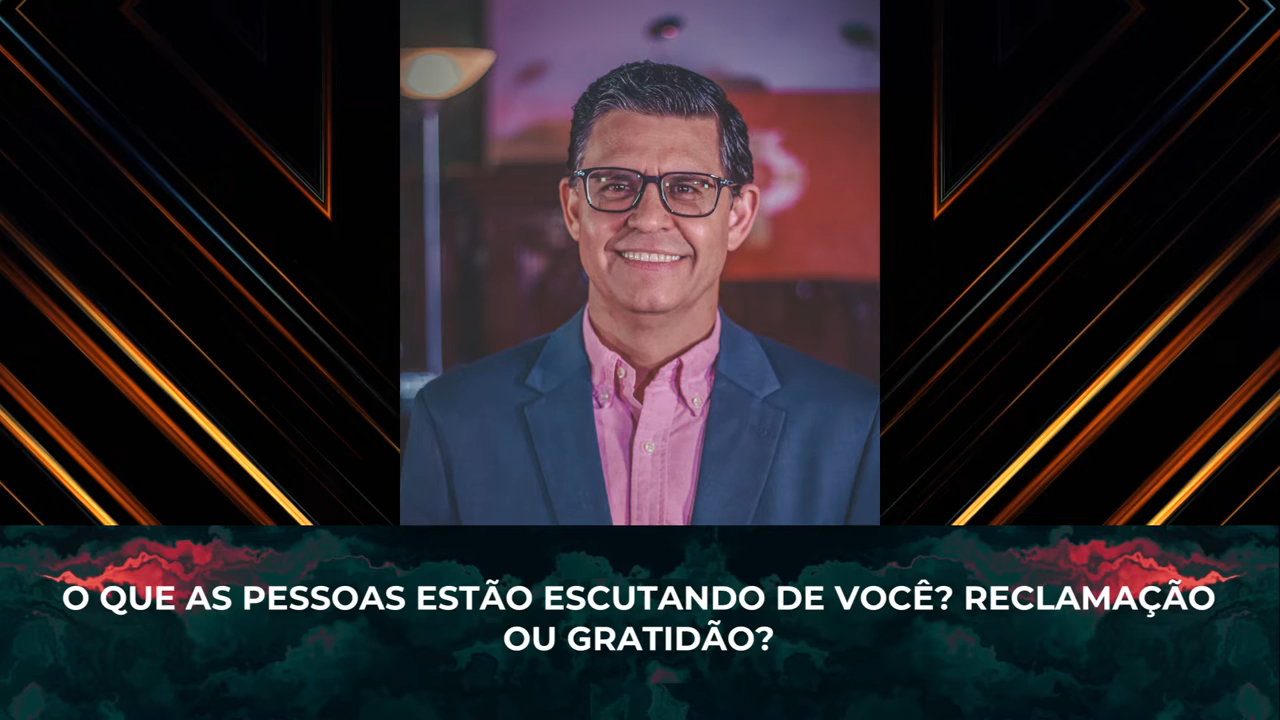 O QUE AS PESSOAS ESTÃO ESCUTANDO DE VOCÊ? RECLAMAÇÃO
OU GRATIDÃO?